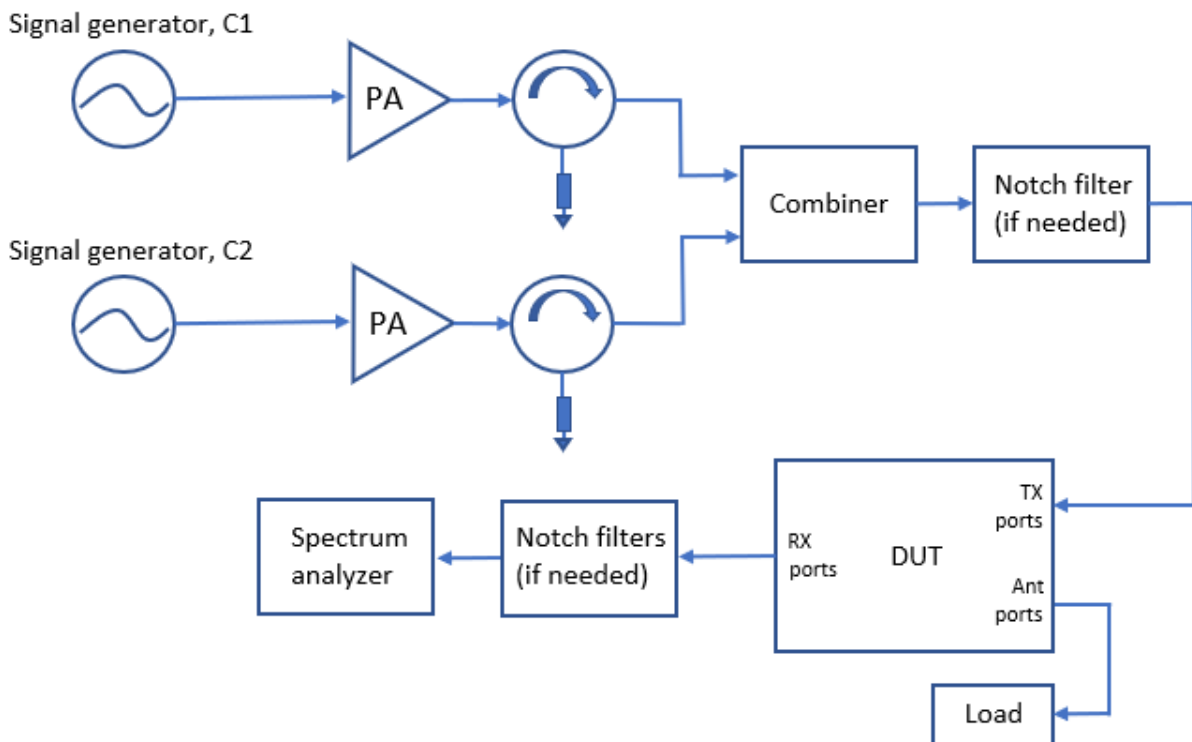 Signal generator, C1
PA
Combiner
Notch filter
(if needed)
Signal generator, C2
PA
Spectrum
analyzer
Notch filters
(if needed)
RX
ports
DUT
TX
ports
Ant
ports
Load